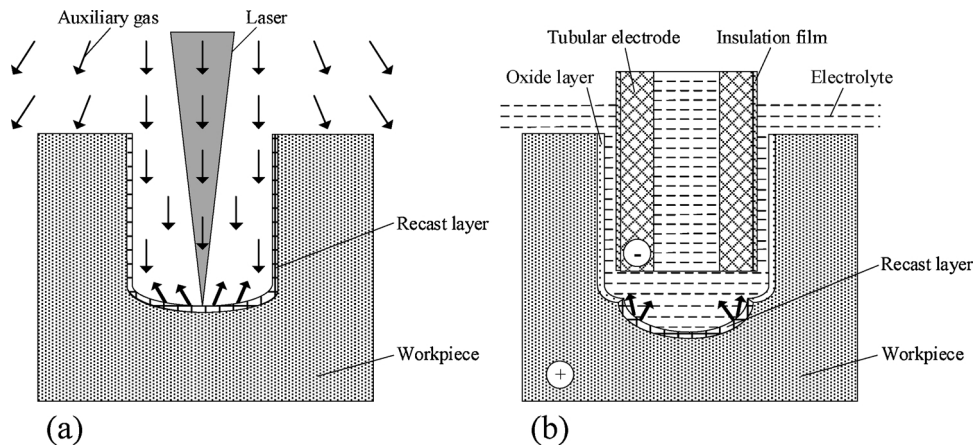 Auxiliary gas
Laser
Recast layer
Workpiece
(a)
Tubular electrode
Insulation film
Oxide layer
Electrolyte
-
Recast layer
Workpiece
+
(b)